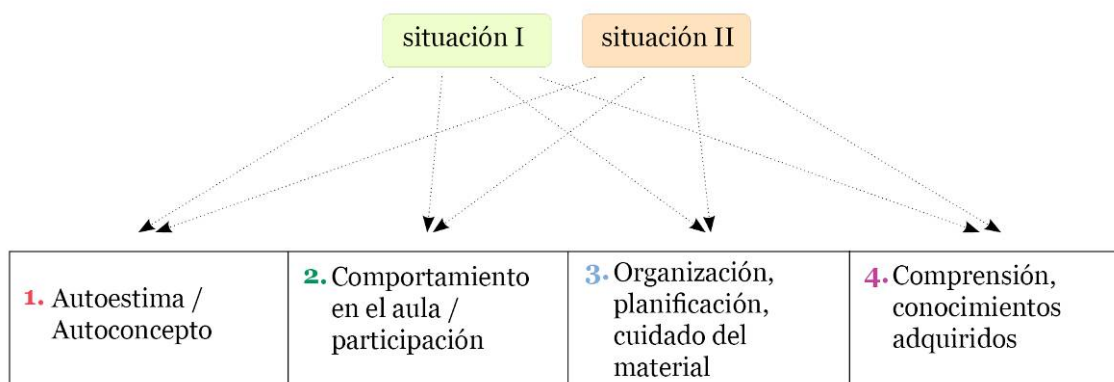 situación I
situación II
1. Autoestima /
Autoconcepto
2. Comportamiento
en el aula /
participación
3. Organización,
planificación,
cuidado del
material
4. Comprensión,
conocimientos
adquiridos